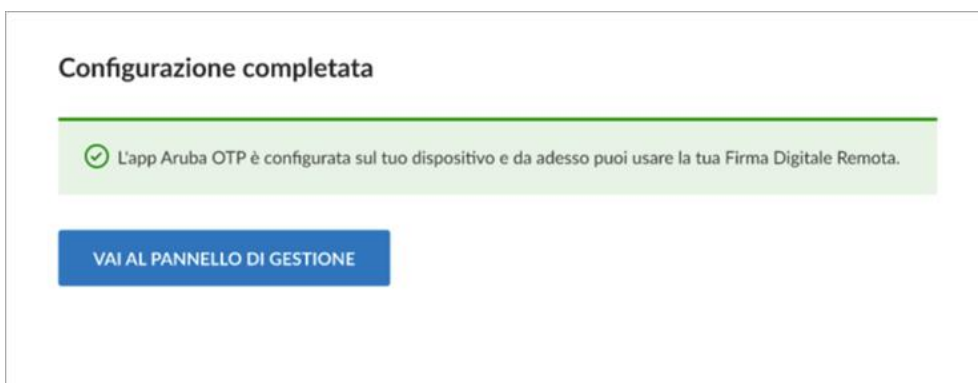 Configurazione completata
L'app Aruba OTP è configurata sul tuo dispositivo e da adesso puoi usare la tua Firma Digitale Remota.
VAI AL PANNELLO DI GESTIONE